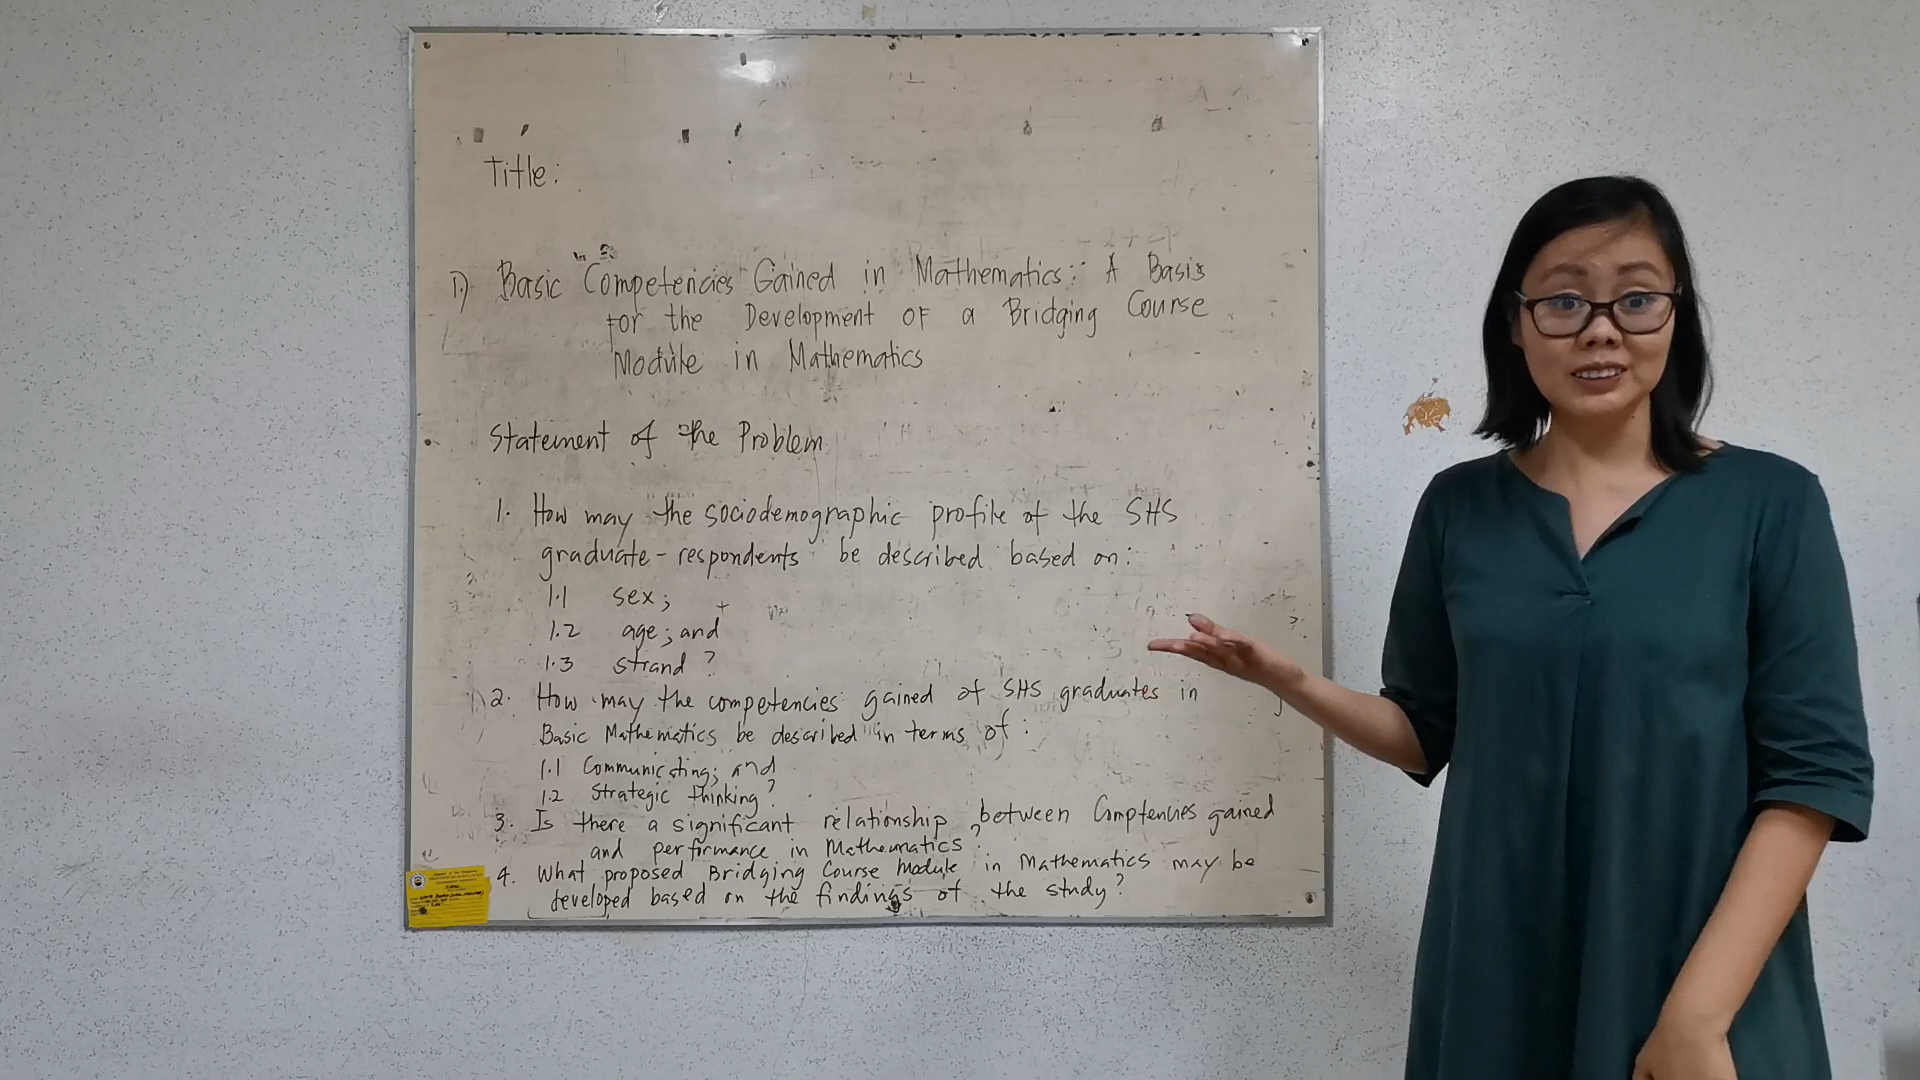 Title:
1.) Basic Competencies Gained in Mathematics: A Basis
For the Development OF a Bridging Course
Module in Mathematics
Statement of the Problem
1. How may the sociodemographic profile of the SHS
graduate-respondents be described based on:
1.1 sex;
1.2 age; and
1.3 strand?
2. How may the competencies gained of SHS graduates in
Basic Mathematics be described in terms of:
1.1 Communicating; and
1.2 Strategic thinking?
3. Is there a significant relationship between Comptencies gained
and performance in Mathematics?
4. What proposed Bridging Course Module in Mathematics may be
developed based on the findings of the study?